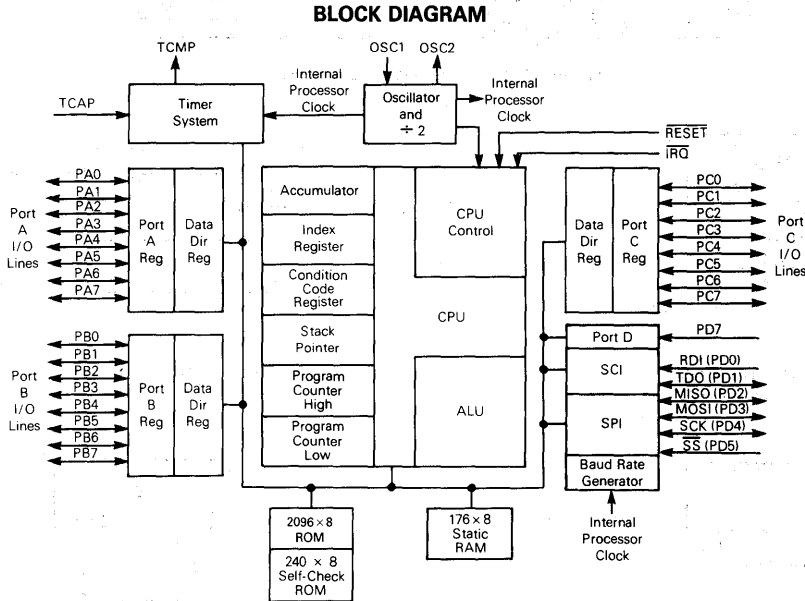 BLOCK DIAGRAM
TCMP
OSC1
OSC2
TCAP
Timer
System
Internal
Processor
Clock
Oscillator
and
÷ 2
Internal
Processor
Clock
RESET
IRQ
Port
A
I/O
Lines
PA0
PA1
PA2
PA3
PA4
PA5
PA6
PA7
Port
A
Reg
Data
Dir
Reg
Port
B
I/O
Lines
PB0
PB1
PB2
PB3
PB4
PB5
PB6
PB7
Port
B
Reg
Data
Dir
Reg
Accumulator
Index
Register
Condition
Code
Register
Stack
Pointer
Program
Counter
High
Program
Counter
Low
CPU
Control
CPU
ALU
Data
Dir
Reg
Port
C
Reg
PC0
PC1
PC2
PC3
PC4
PC5
PC6
PC7
Port
C
I/O
Lines
Port D
SCI
SPI
Baud Rate
Generator
PD7
RDI (PD0)
TDO (PD1)
MISO (PD2)
MOSI (PD3)
SCK (PD4)
SS (PD5)
Internal
Processor
Clock
2096×8
ROM
240 × 8
Self-Check
ROM
176×8
Static
RAM